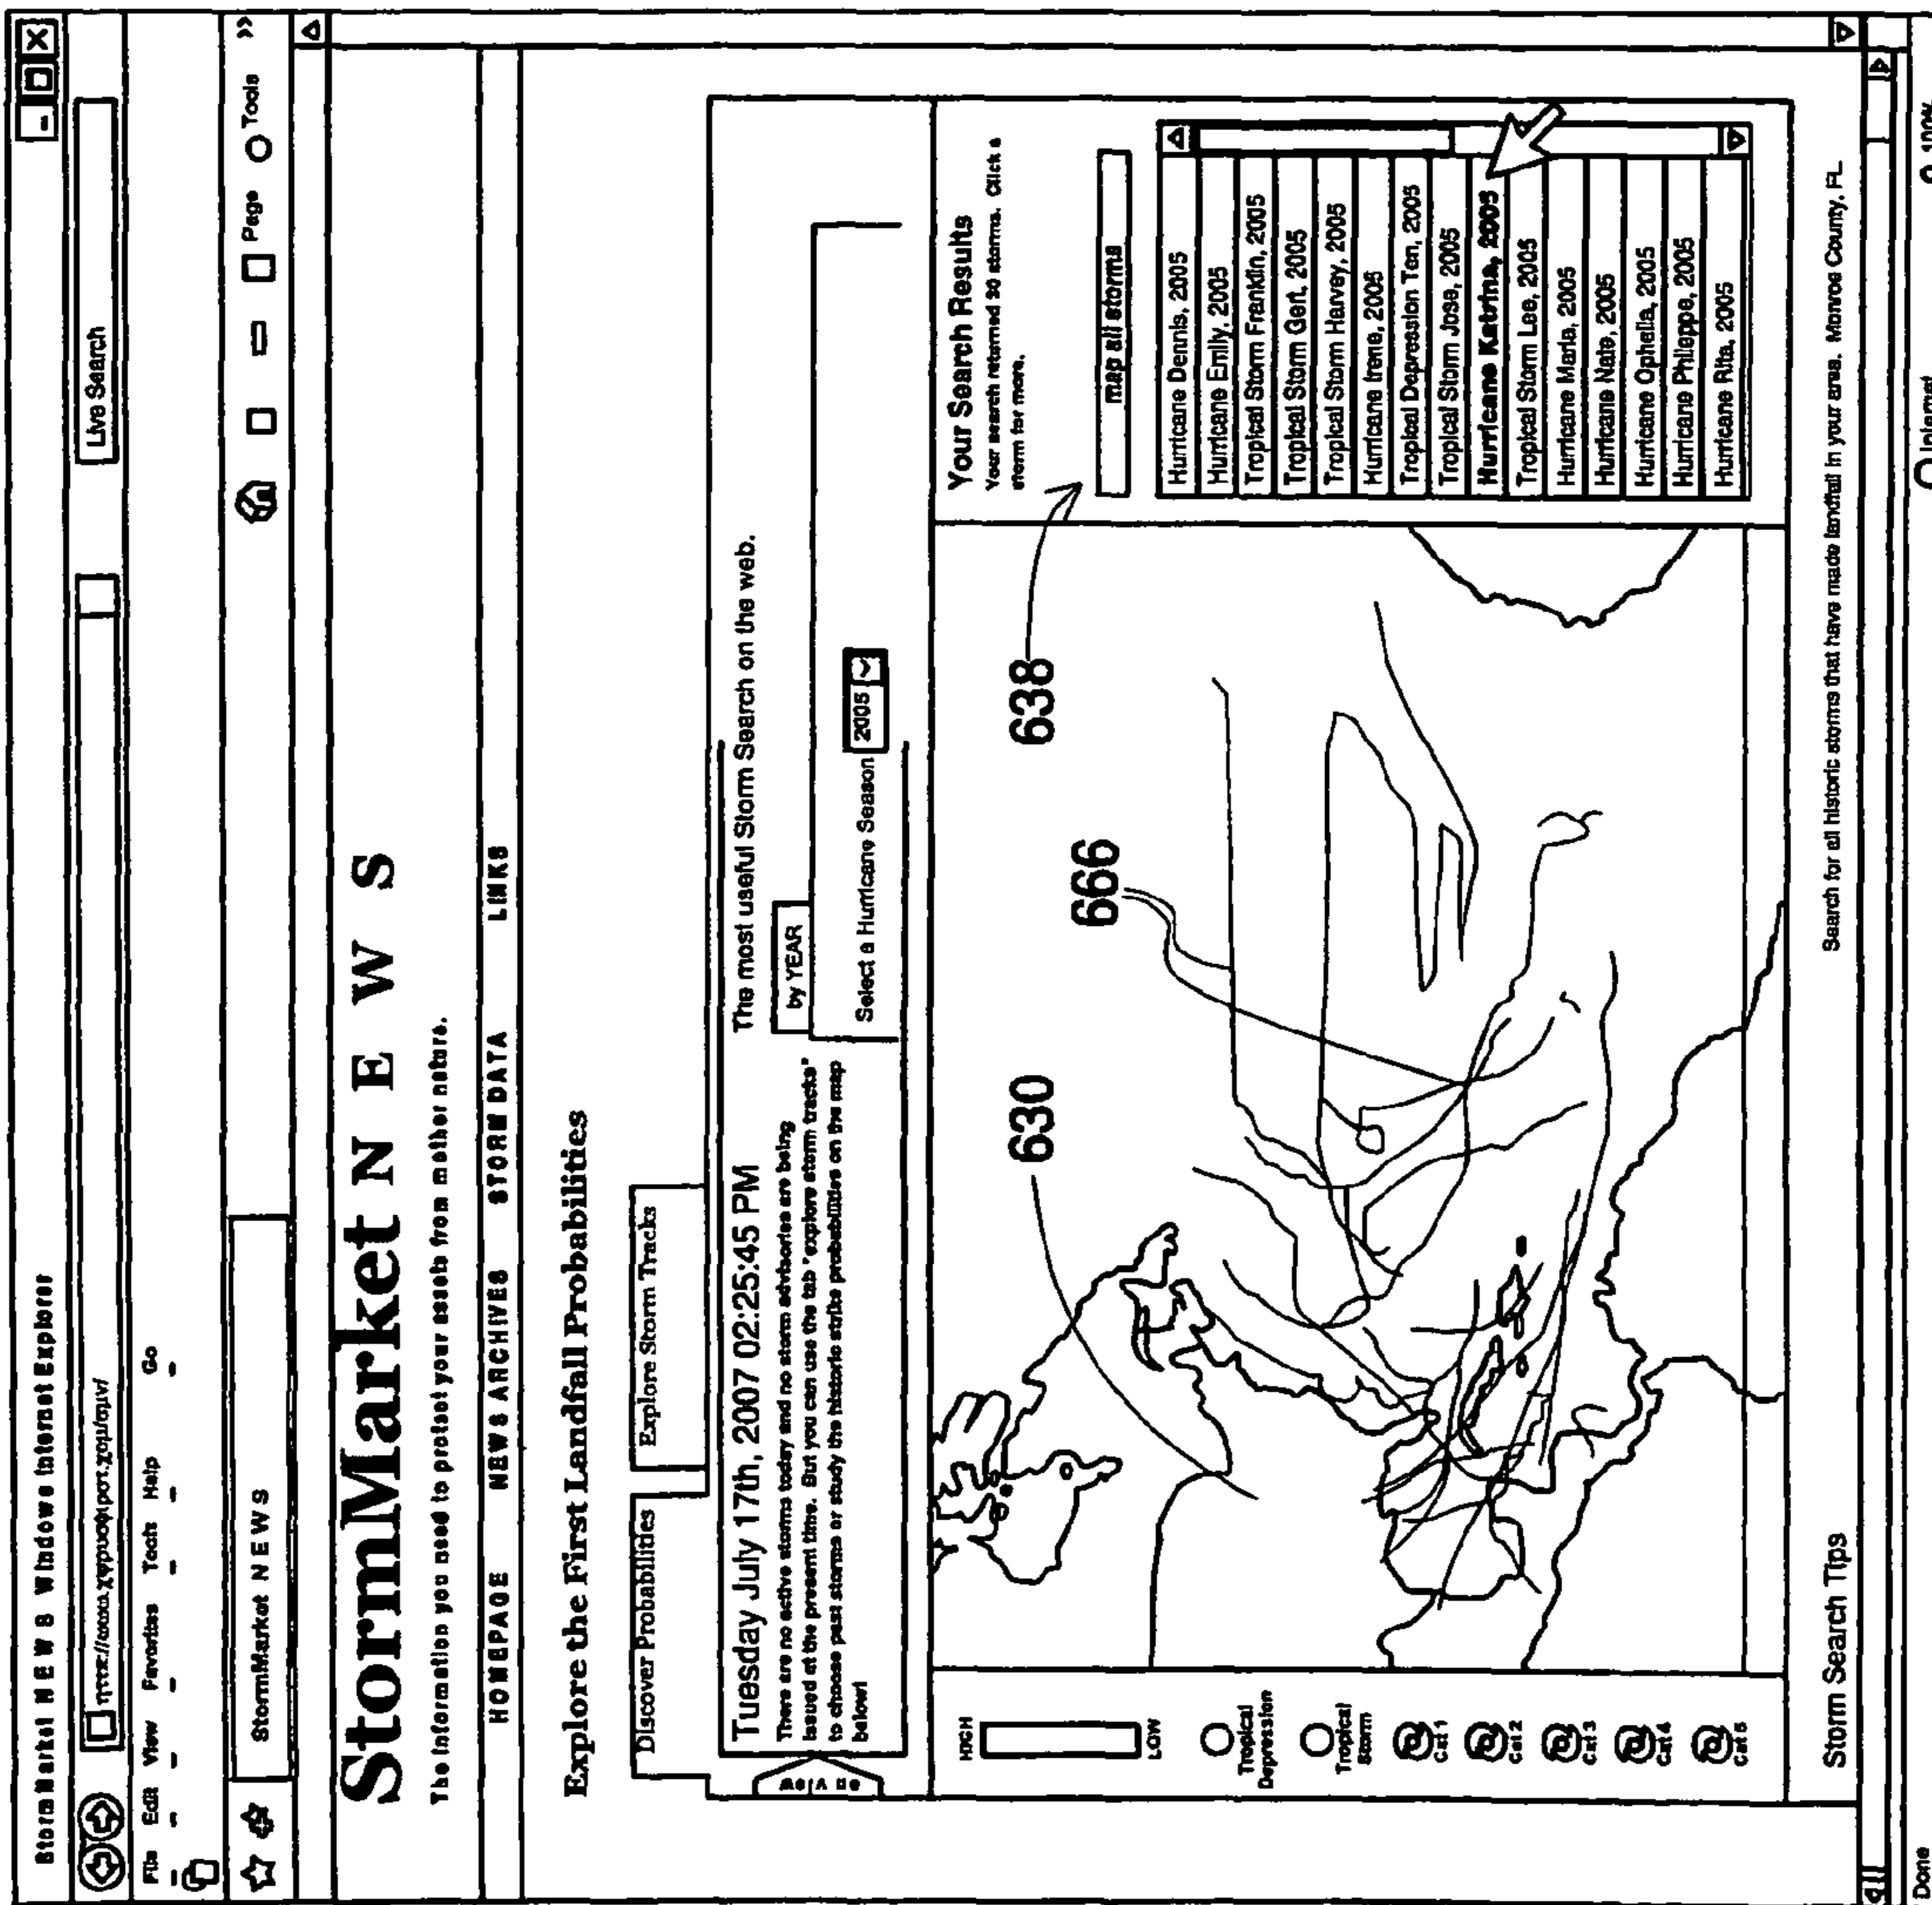 StormMarket NEWS Windows Internet Explorer
ηττπ://ωωω.χψρυσφιροτ.χομ/σμν/
Live Search
File Edit View Favorites Tools Help Go
StormMarket NEWS
Page Tools »
StormMarket NEWS
The information you need to protect your assets from mother nature.
HOMEPAGE NEWS ARCHIVES STORM DATA LINKS
Explore the First Landfall Probabilities
Discover Probabilities
Explore Storm Tracks
Tuesday July 17th, 2007 02:25:45 PM
The most useful Storm Search on the web.
There are no active storms today and no storm advisories are being
issued at the present time. But you can use the tab "explore storm tracks"
to choose past storms or study the historic strike probabilities on the map
below!
by YEAR
Select a Hurricane Season 2005
HIGH
LOW
Tropical
Depression
Tropical
Storm
Cat 1
Cat 2
Cat 3
Cat 4
Cat 5
630
666
638
Your Search Results
Your search returned 30 storms. Click a
storm for more.
map all storms
Hurricane Dennis, 2005
Hurricane Emily, 2005
Tropical Storm Franklin, 2005
Tropical Storm Gert, 2005
Tropical Storm Harvey, 2005
Hurricane Irene, 2005
Tropical Depression Ten, 2005
Tropical Storm Jose, 2005
Hurricane Katrina, 2005
Tropical Storm Lee, 2005
Hurricane Maria, 2005
Hurricane Nate, 2005
Hurricane Ophelia, 2005
Hurricane Phileppe, 2005
Hurricane Rita, 2005
Storm Search Tips
Search for all historic storms that have made landfall in your area. Monroe County, FL
Done
Internet
100%